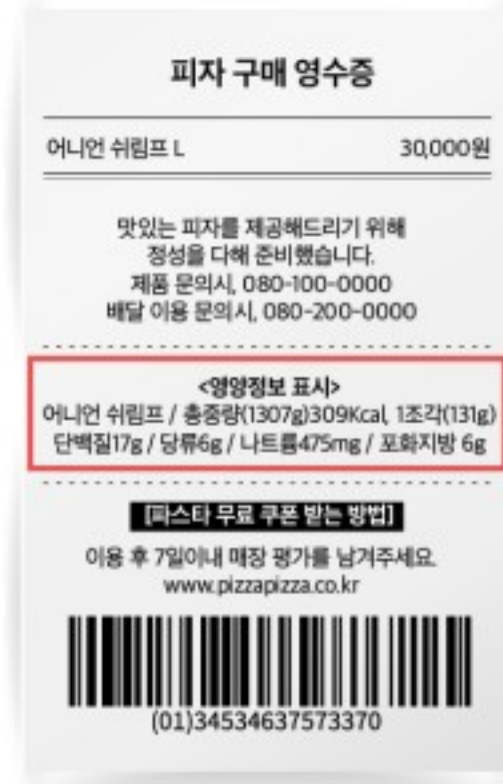 피자 구매 영수증
어니언 쉬림프 L 30,000원
맛있는 피자를 제공해드리기 위해
정성을 다해 준비했습니다.
제품 문의시, 080-100-0000
배달 이용 문의시, 080-200-0000
<영양정보 표시>
어니언 쉬림프 / 총중량(1307g)309Kcal, 1조각(131g)
단백질17g / 당류6g / 나트륨475mg / 포화지방 6g
[파스타 무료 쿠폰 받는 방법]
이용 후 7일이내 매장 평가를 남겨주세요.
www.pizzapizza.co.kr
(01)34534637573370